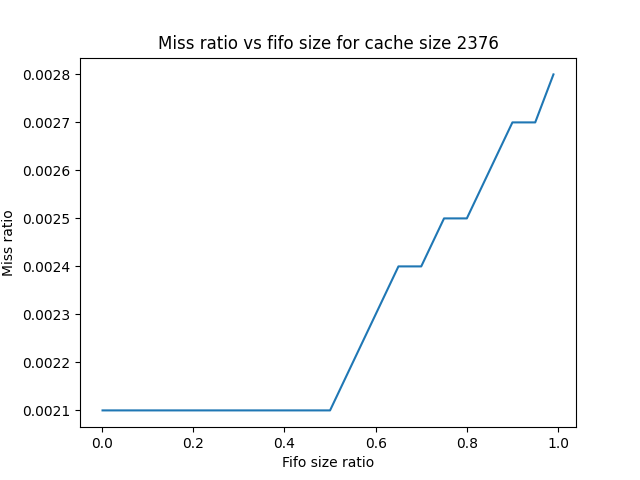 Miss ratio vs fifo size for cache size 2376
0.0028
0.0027
0.0026
0.0025
0.0024
0.0023
0.0022
0.0021
Miss ratio
0.0 0.2 0.4 0.6 0.8 1.0
Fifo size ratio